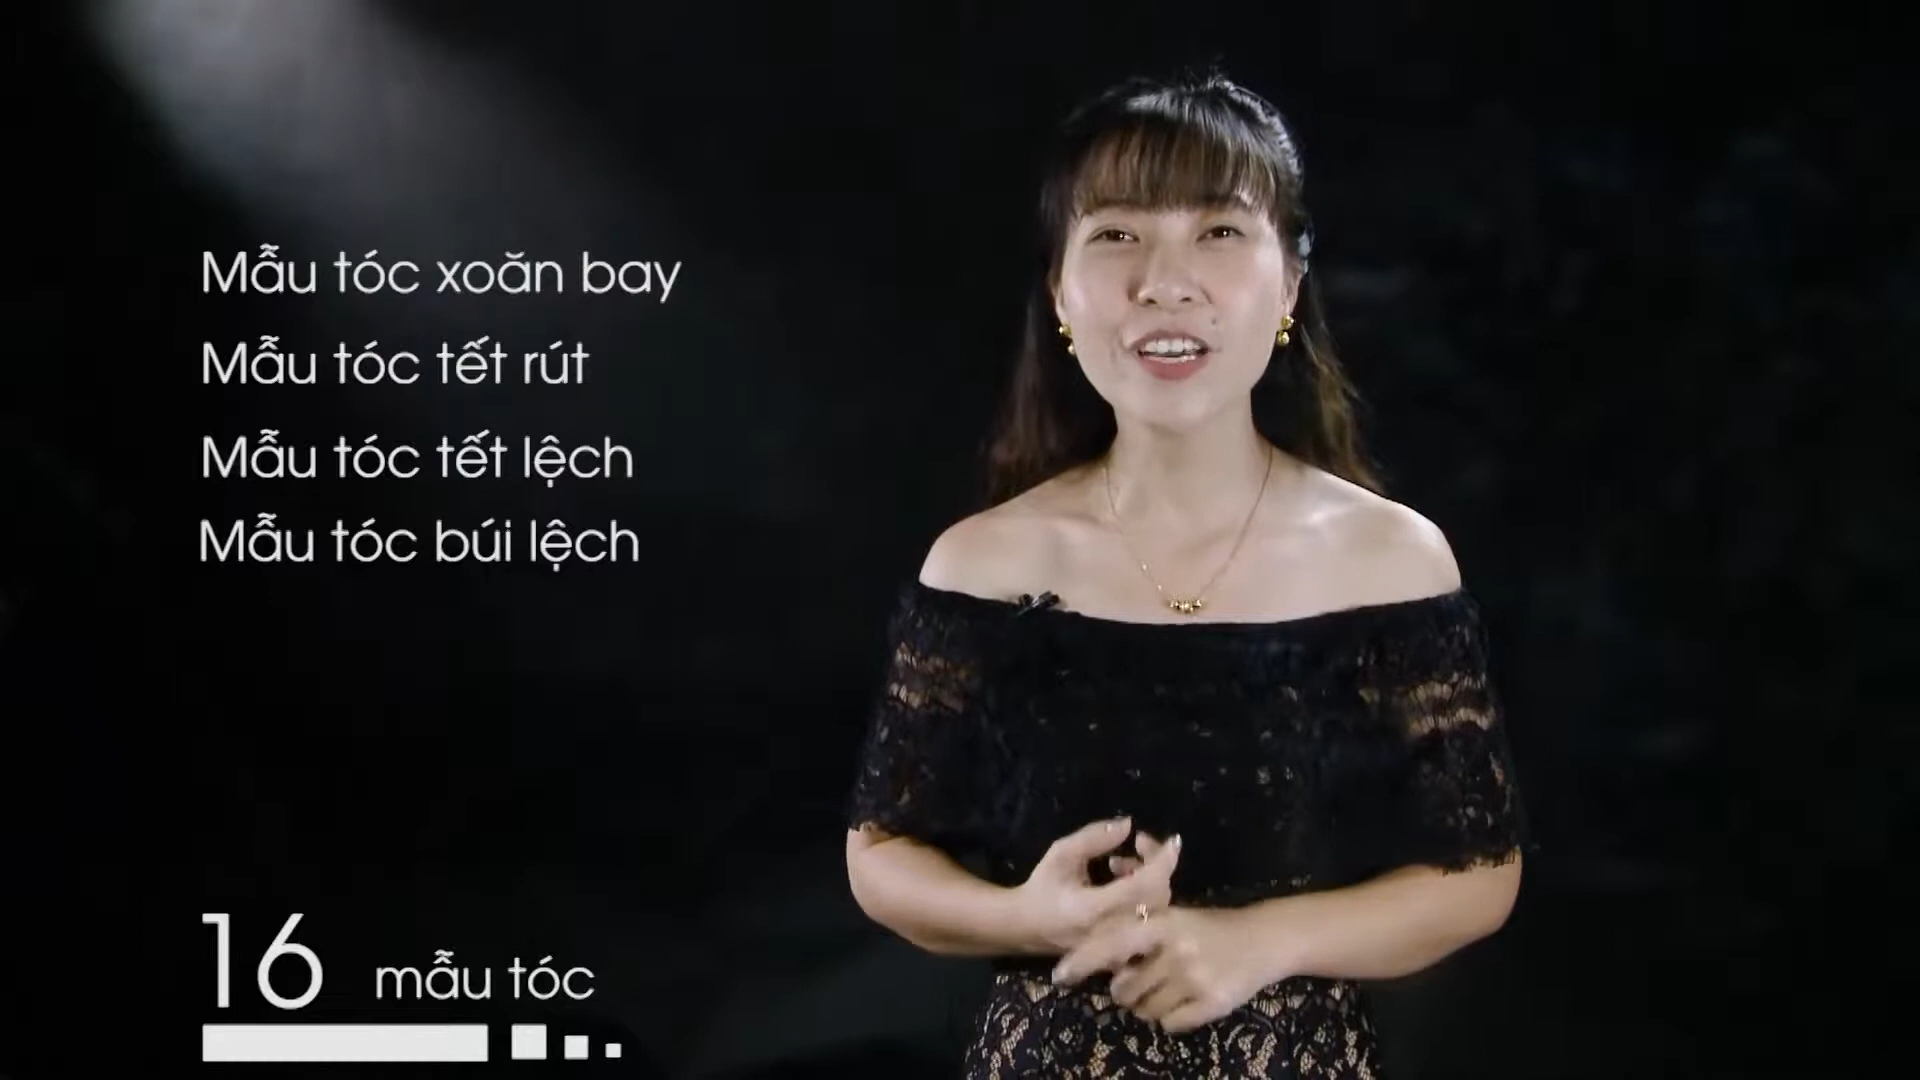 Mẫu tóc xoăn bay
Mẫu tóc tết rút
Mẫu tóc tết lệch
Mẫu tóc búi lệch
16 mẫu tóc